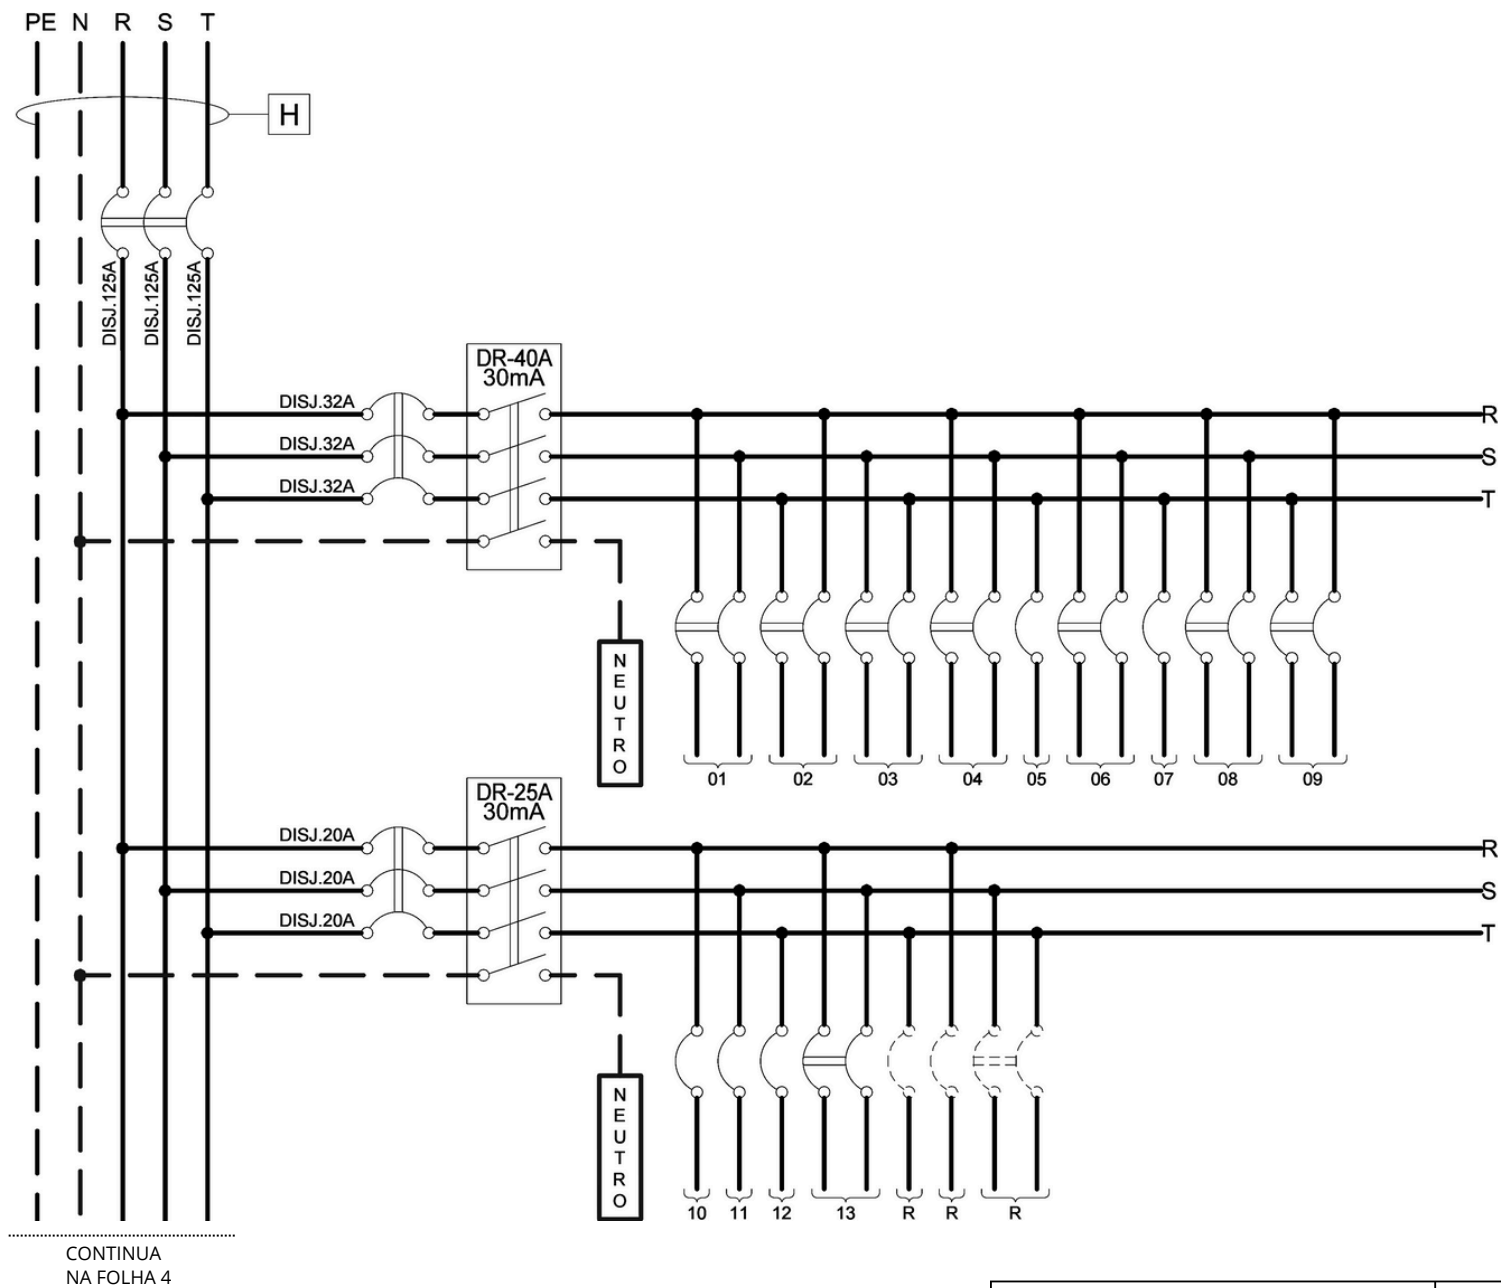 PE N R S T
H
DISJ.125A
DISJ.125A
DISJ.125A
DR-40A
30mA
DISJ.32A
R
DISJ.32A
S
DISJ.32A
T
NEUTRO
01 02 03 04 05 06 07 08 09
DR-25A
30mA
DISJ.20A
R
DISJ.20A
S
DISJ.20A
T
NEUTRO
10 11 12 13 R R R
CONTINUA
NA FOLHA 4